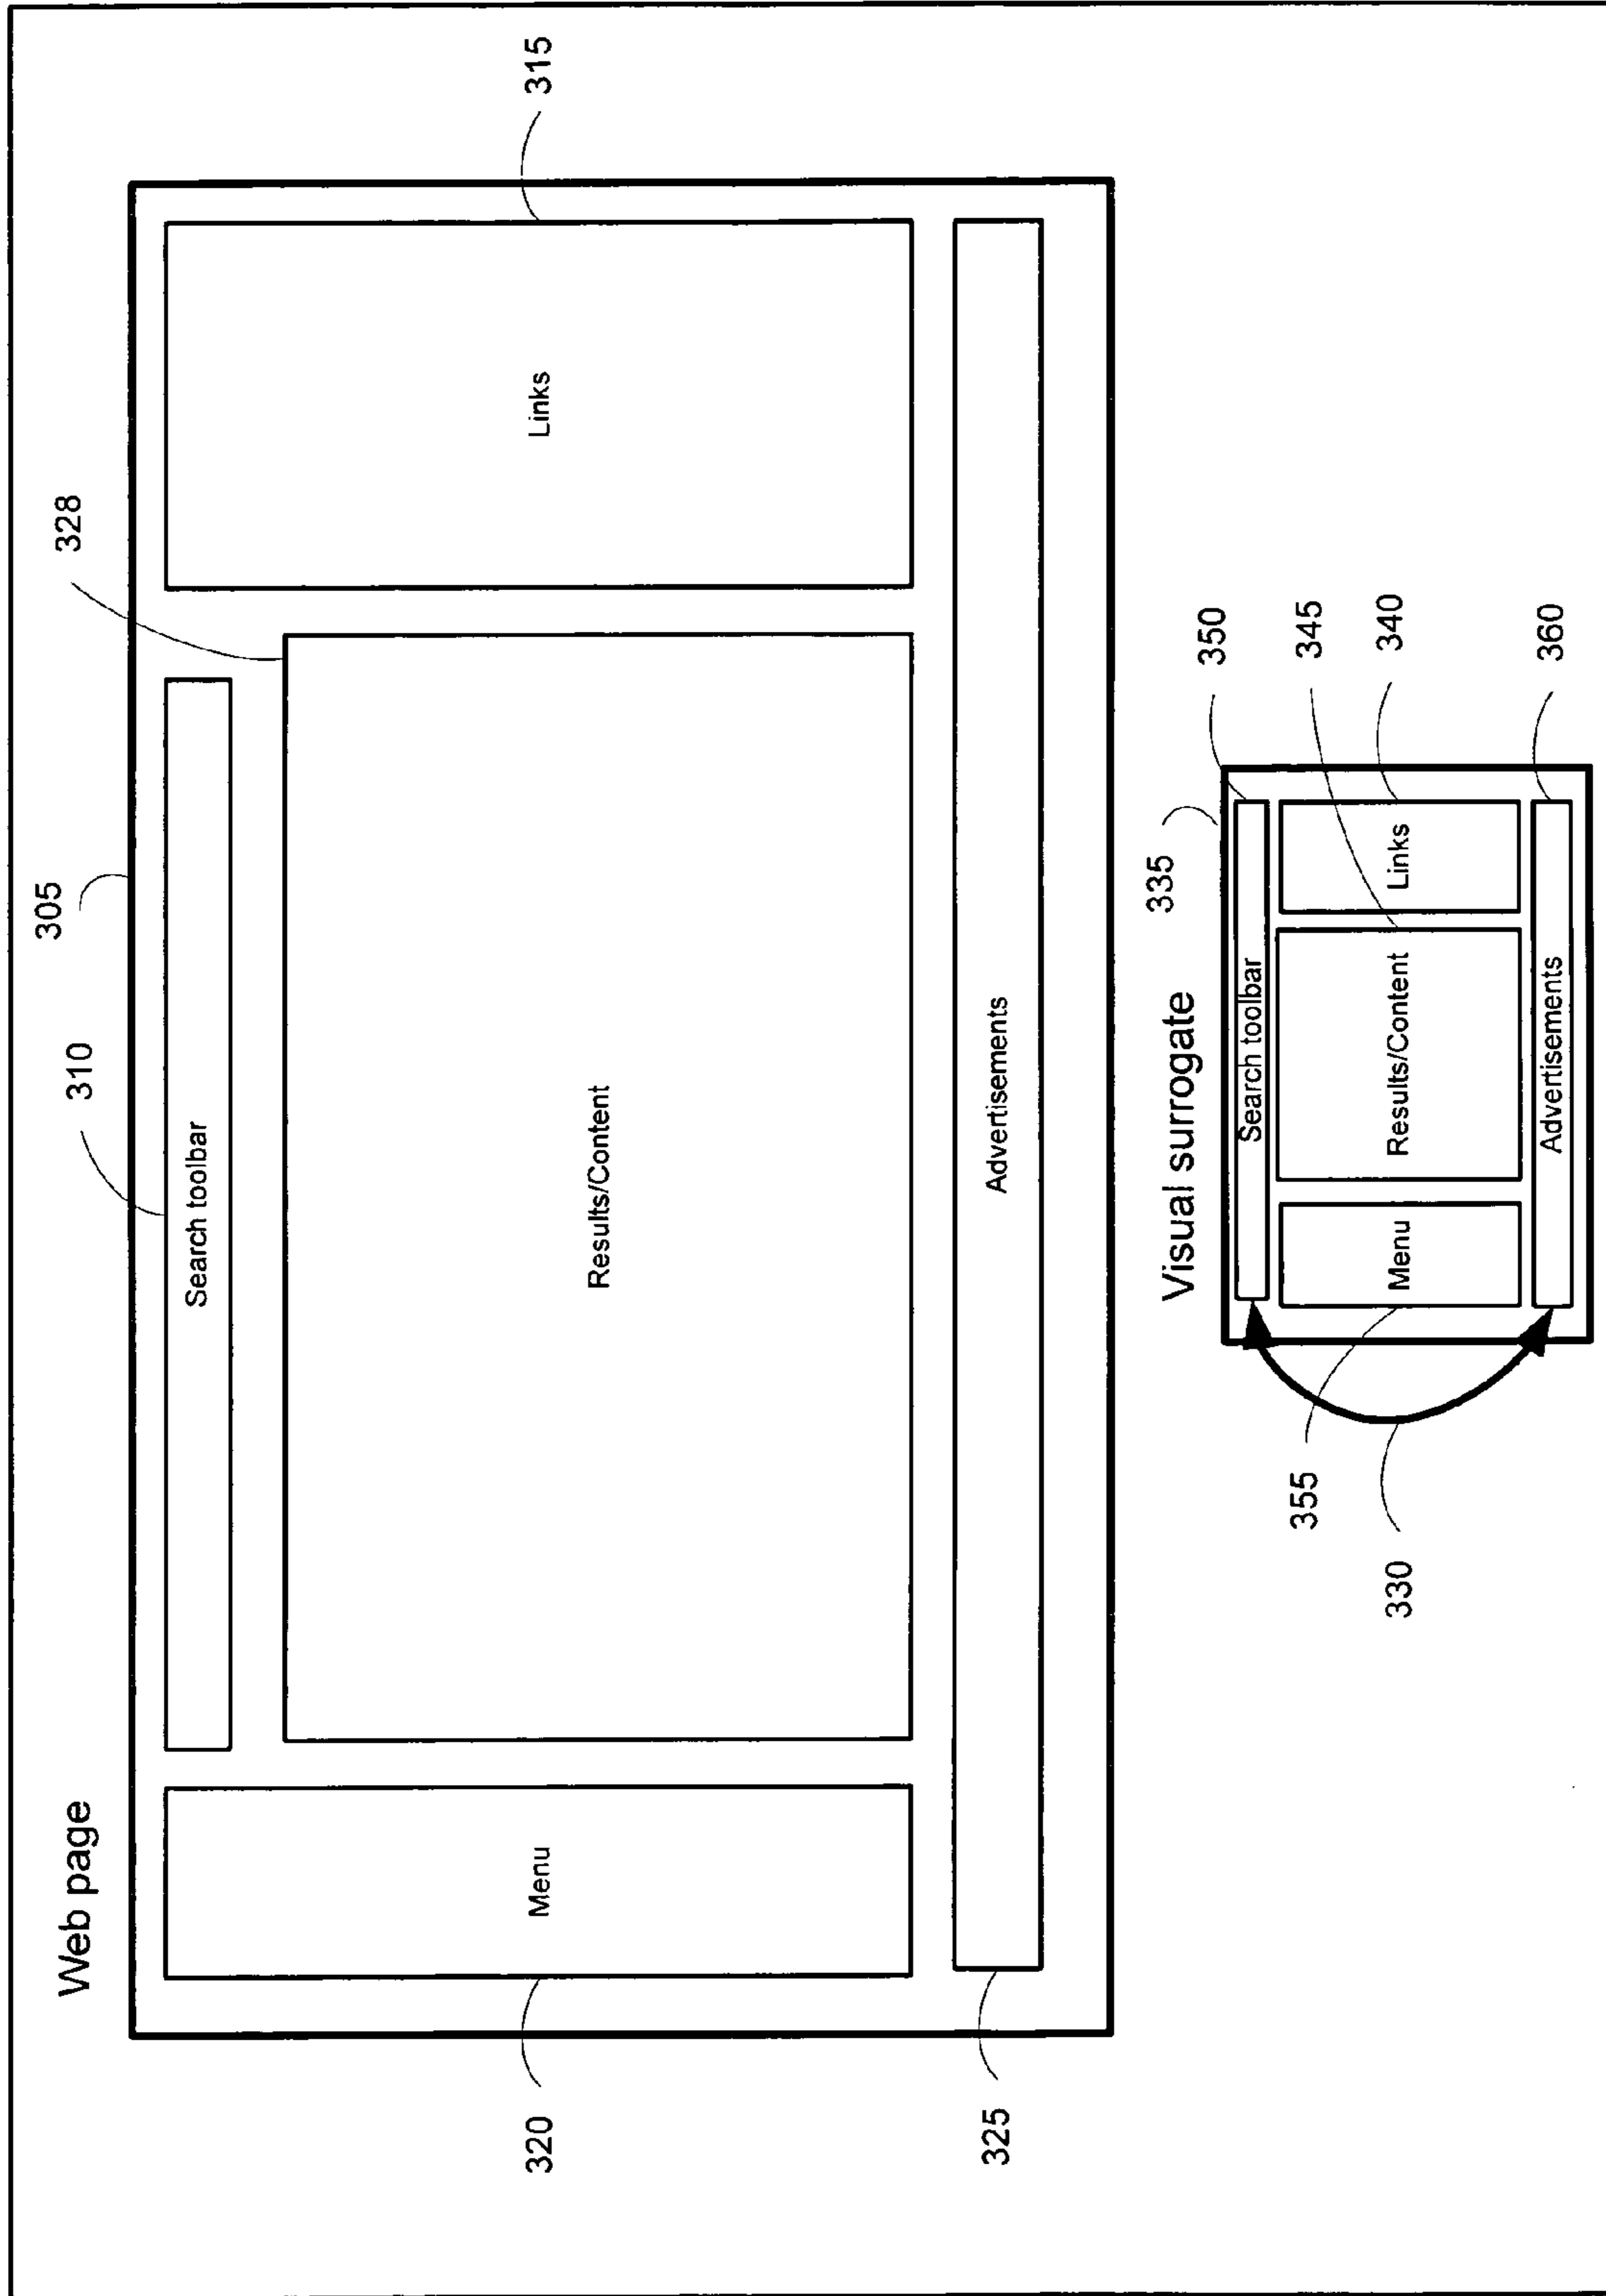 Web page
305
328
310
Search toolbar
315
Menu
Results/Content
Links
320
Advertisements
325
Visual surrogate
335
350
Search toolbar
345
355
Menu
Results/Content
Links
340
330
Advertisements
360